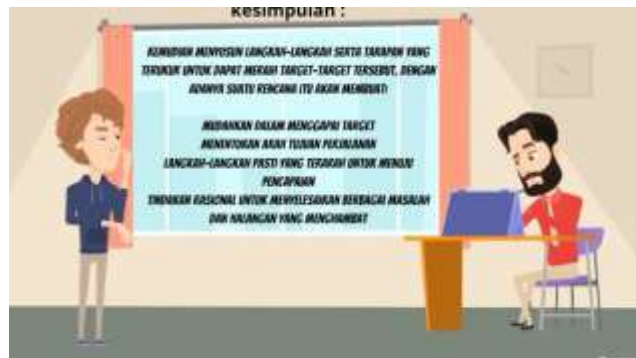 kesimpulan :
KEMUDIAN MENYUSUN LANGKAH-LANGKAH SERTA TAHAPAN YANG
TERUKUR UNTUK DAPAT MERAIH TARGET-TARGET TERSEBUT. DENGAN
ADANYA SUATU RENCANA ITU AKAN MEMBUAT:
MUDAHKAN DALAM MENGGAPAI TARGET
MENENTUKAN ARAH TUJUAN PERJALANAN
LANGKAH-LANGKAH PASTI YANG TERARAH UNTUK MENUJU
PENCAPAIAN
TINDAKAN RASIONAL UNTUK MENYELESAIKAN BERBAGAI MASALAH
DAN HALANGAN YANG MENGHAMBAT